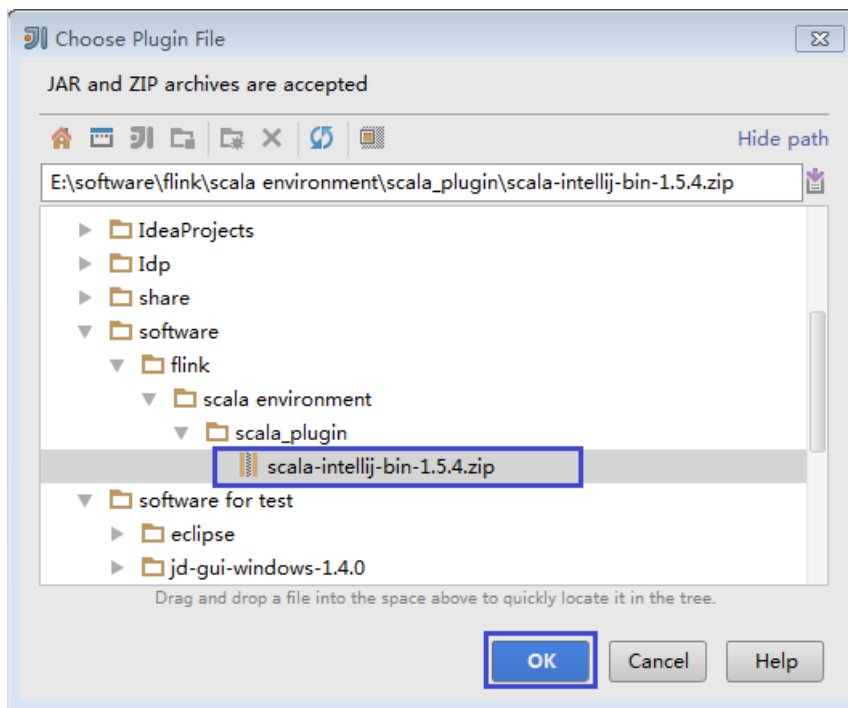 Choose Plugin File
JAR and ZIP archives are accepted
Hide path
E:\software\flink\scala environment\scala_plugin\scala-intellij-bin-1.5.4.zip
IdeaProjects
Idp
share
software
flink
scala environment
scala_plugin
scala-intellij-bin-1.5.4.zip
software for test
eclipse
jd-gui-windows-1.4.0
Drag and drop a file into the space above to quickly locate it in the tree.
OK Cancel Help